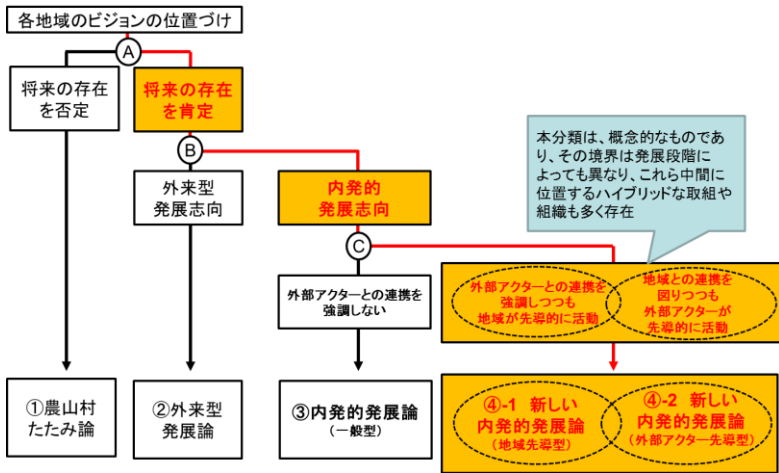 各地域のビジョンの位置づけ
A
将来の存在
を否定
将来の存在
を肯定
B
本分類は、概念的なものであ
り、その境界は発展段階に
よっても異なり、これら中間に
位置するハイブリッドな取組や
組織も多く存在
外来型
発展志向
内発的
発展志向
C
外部アクターとの連携を
強調しない
外部アクターとの連携を
強調しつつも
地域が先導的に活動
地域との連携を
図りつつも
外部アクターが
先導的に活動
①農山村
たたみ論
②外来型
発展論
③内発的発展論
(一般型)
④-1 新しい
内発的発展論
(地域先導型)
④-2 新しい
内発的発展論
(外部アクター先導型)